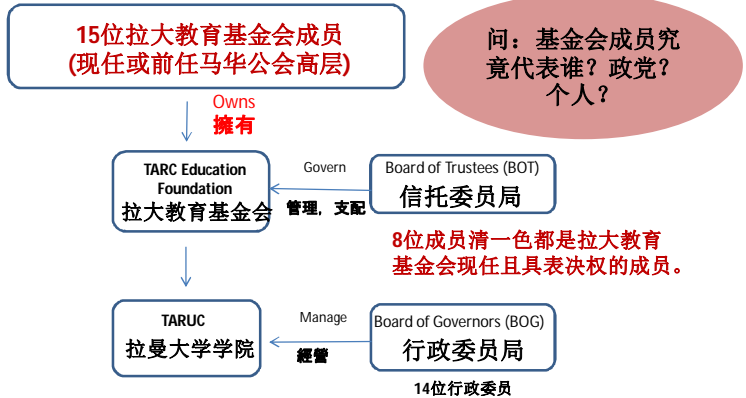 15位拉大教育基金会成员
(现任或前任马华公会高层)
问：基金会成员究
竟代表谁？政党？
个人？
Owns
擁有
TARC Education
Foundation
拉大教育基金会
Govern
管理，支配
Board of Trustees (BOT)
信托委员局
8位成员清一色都是拉大教育
基金会现任且具表决权的成员。
TARUC
拉曼大学学院
Manage
經營
Board of Governors (BOG)
行政委员局
14位行政委员